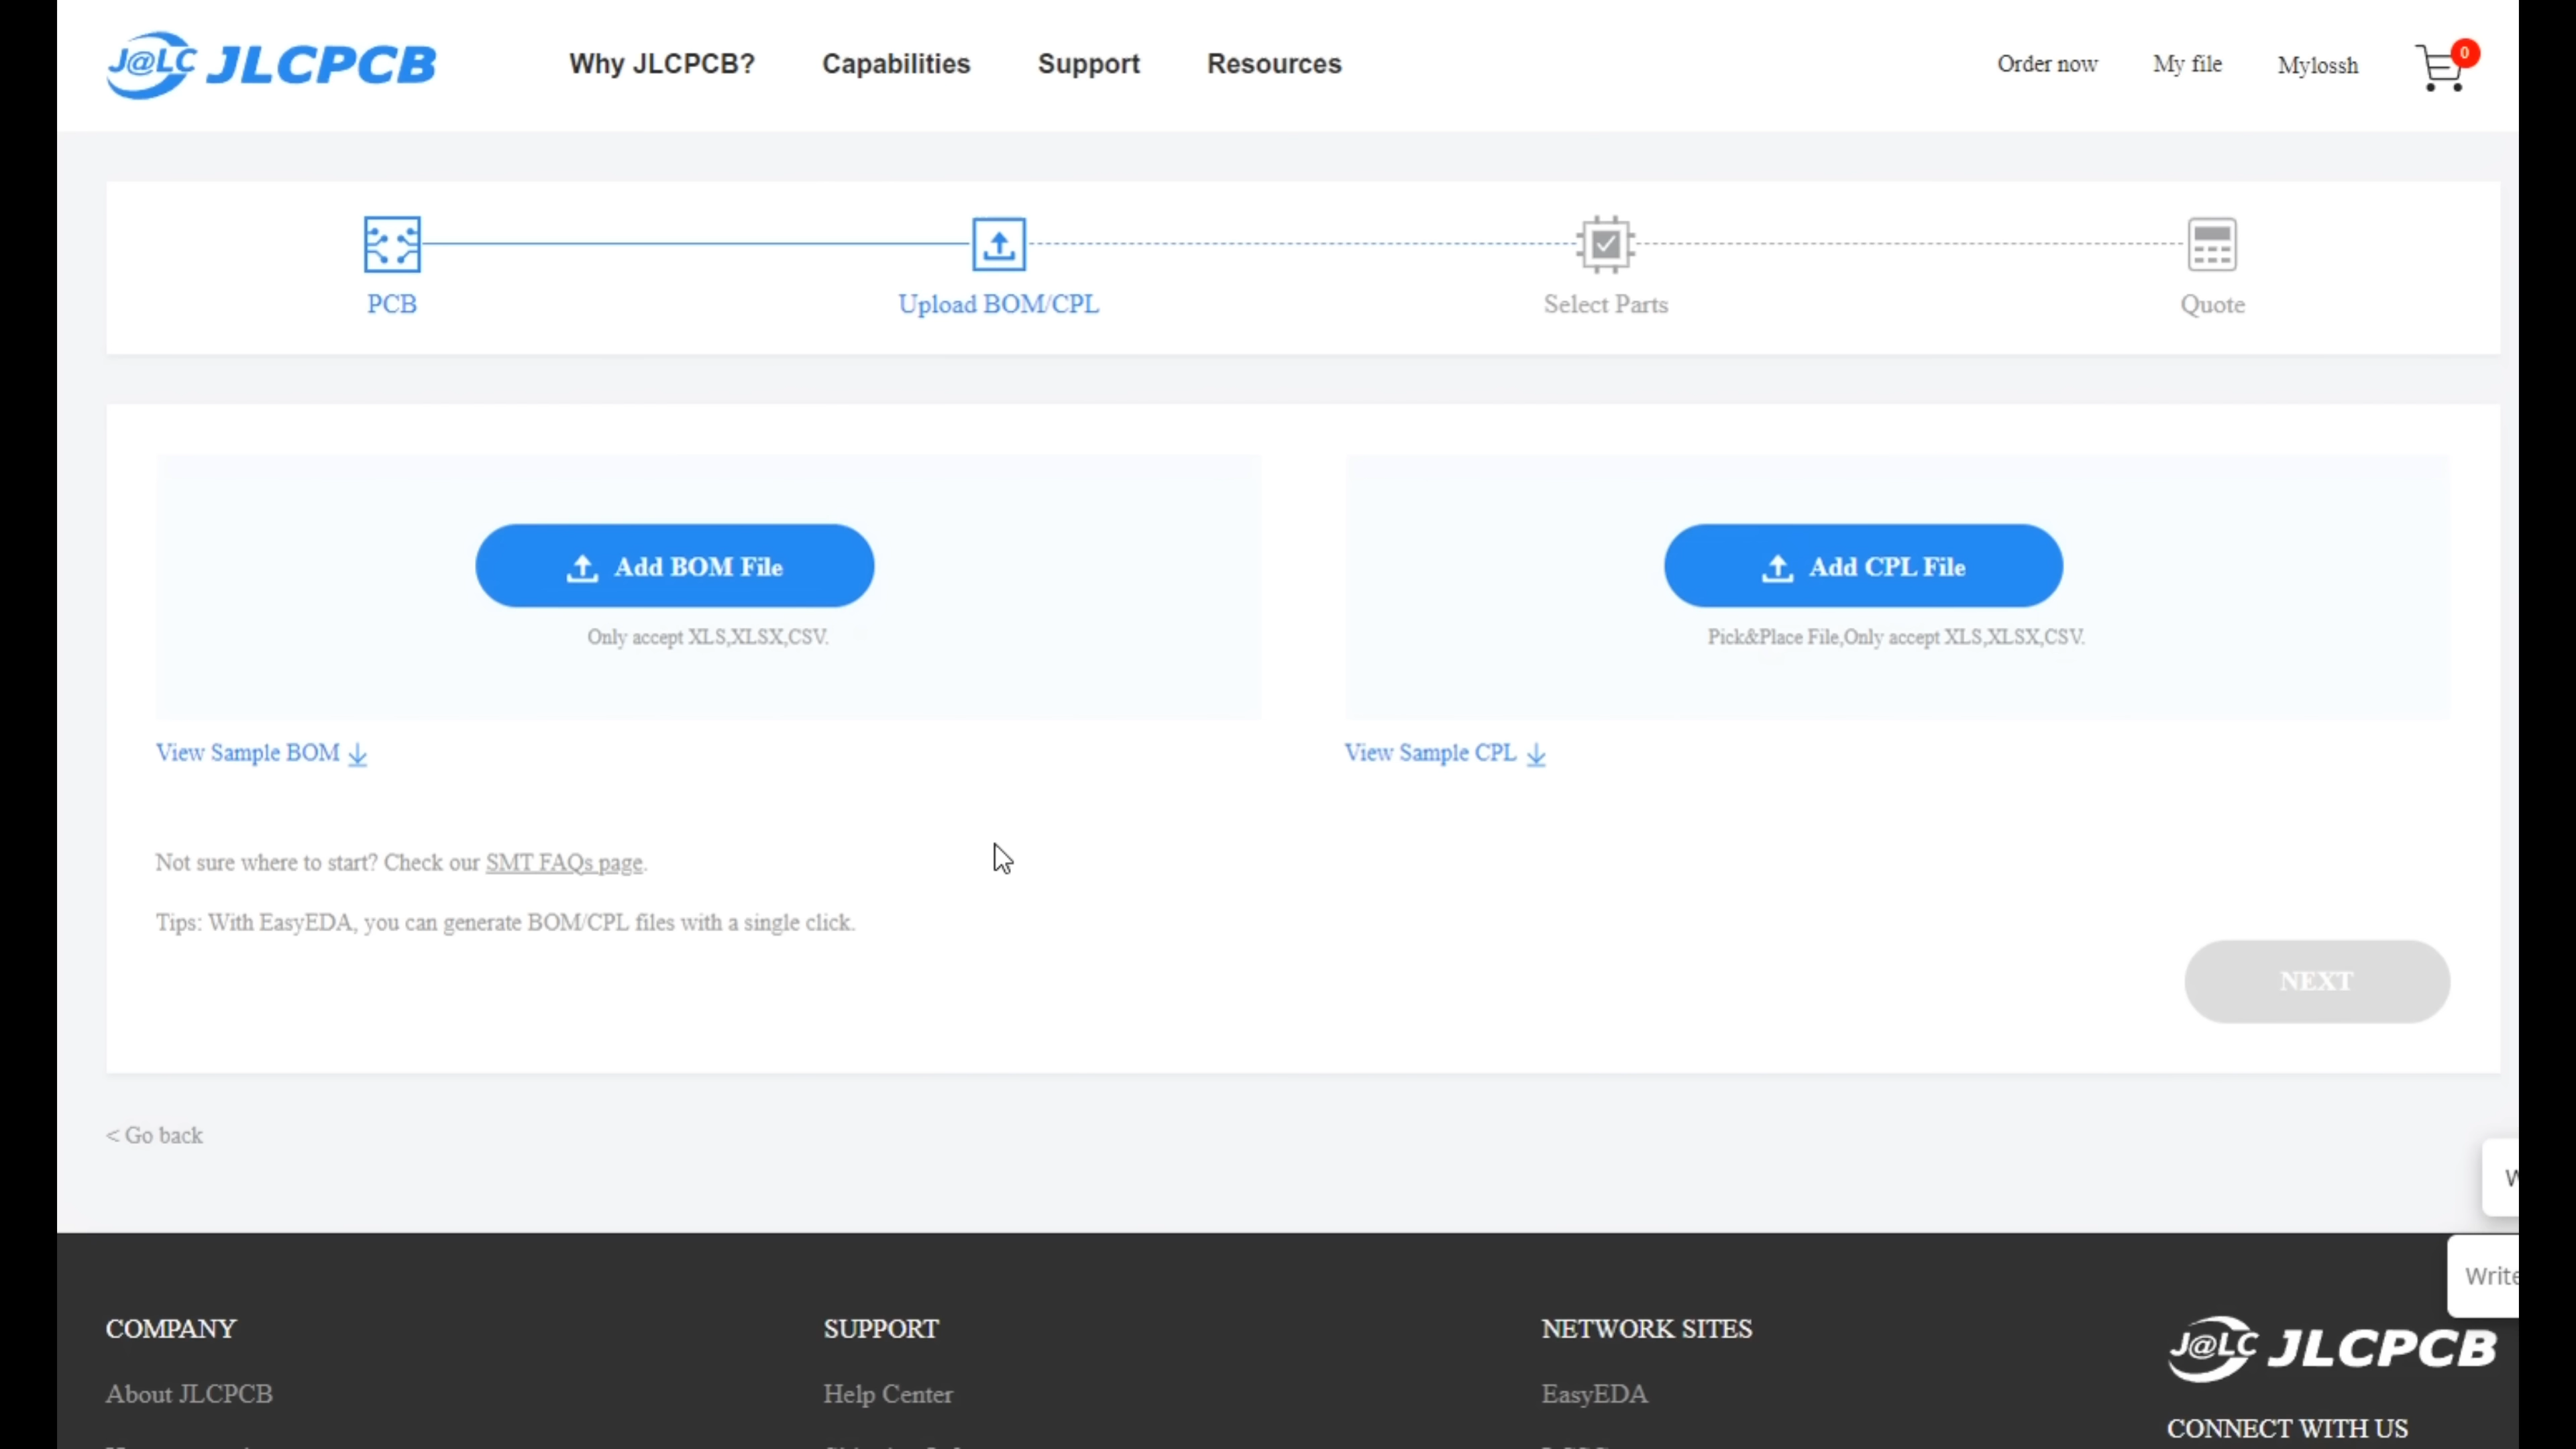 J@LC JLCPCB
Why JLCPCB? Capabilities Support Resources
Order now My file Mylossh 0
PCB
Upload BOM/CPL
Select Parts
Quote
Add BOM File
Only accept XLS,XLSX,CSV.
Add CPL File
Pick&Place File,Only accept XLS,XLSX,CSV.
View Sample BOM
View Sample CPL
Not sure where to start? Check our SMT FAQs page.
Tips: With EasyEDA, you can generate BOM/CPL files with a single click.
NEXT
< Go back
Write
COMPANY
About JLCPCB
SUPPORT
Help Center
NETWORK SITES
EasyEDA
J@LC JLCPCB
CONNECT WITH US